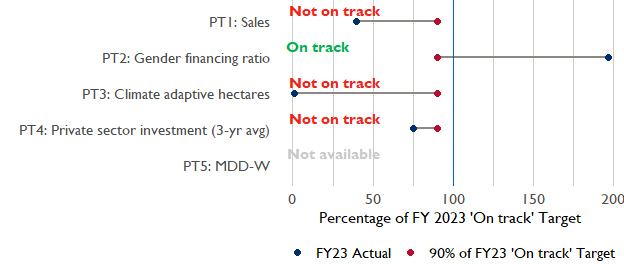 Not on track
PT1: Sales
On track
PT2: Gender financing ratio
Not on track
PT3: Climate adaptive hectares
Not on track
PT4: Private sector investment (3-yr avg)
Not available
PT5: MDD-W
0 50 100 150 200
Percentage of FY 2023 'On track' Target
FY23 Actual 90% of FY23 'On track' Target